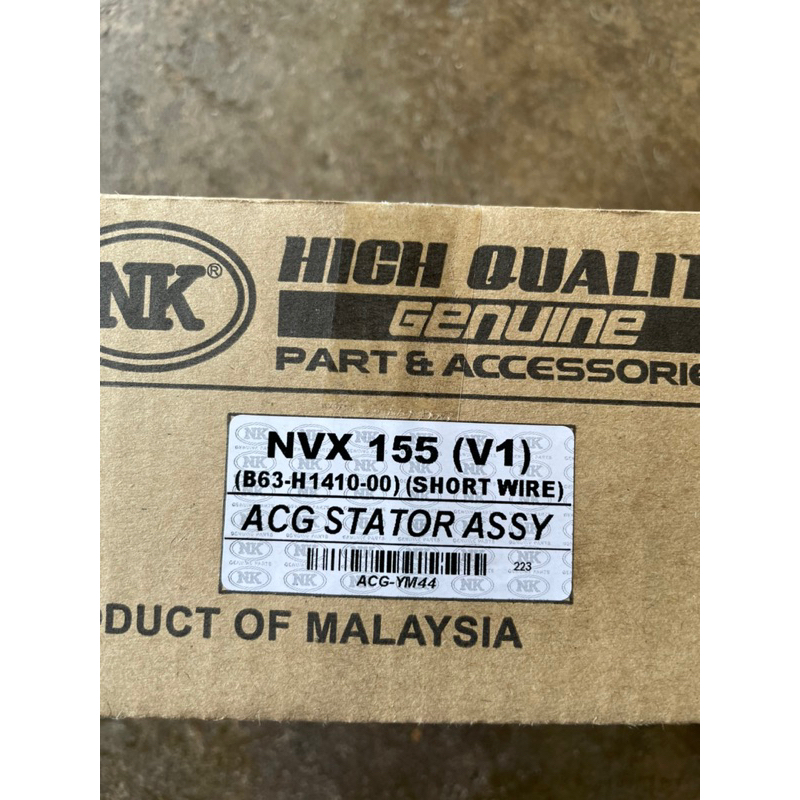 NK®
HIGH QUALIT
GENUINE
PART & ACCESSORIE
NVX 155 (V1)
(B63-H1410-00) (SHORT WIRE)
ACG STATOR ASSY
223
ACG-YM44
DUCT OF MALAYSIA